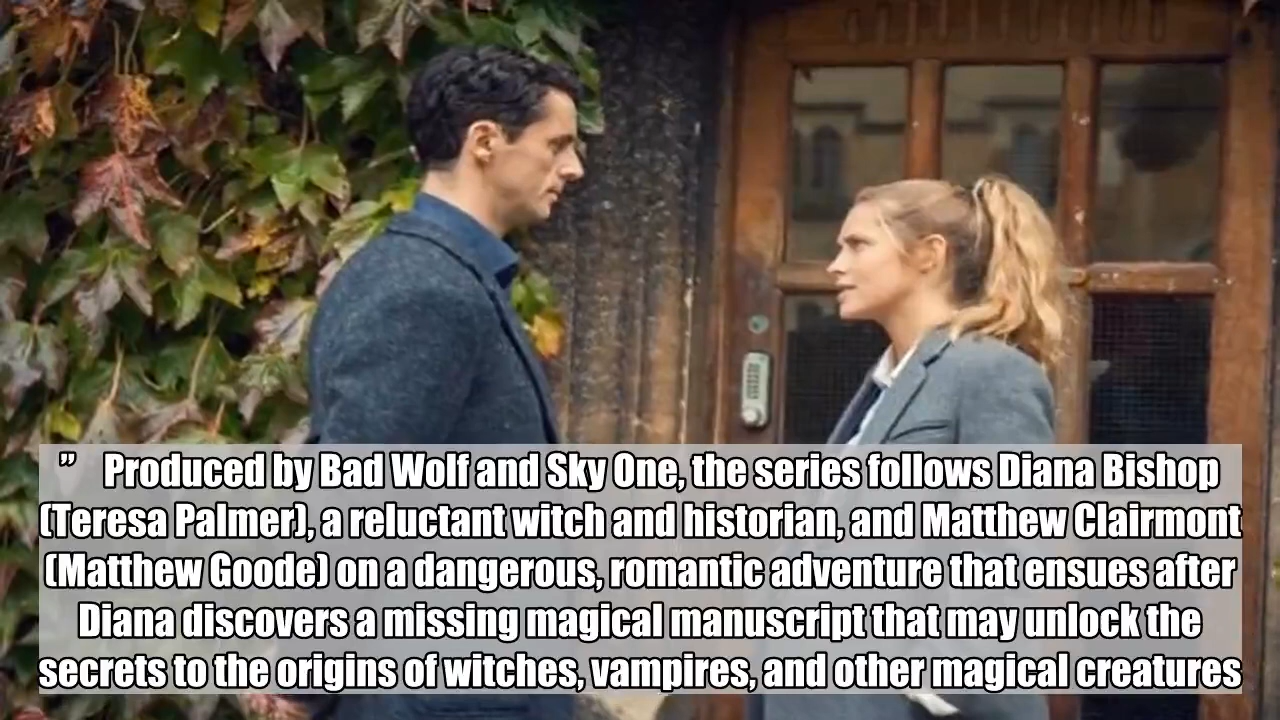 ” Produced by Bad Wolf and Sky One, the series follows Diana Bishop
(Teresa Palmer), a reluctant witch and historian, and Matthew Clairmont
(Matthew Goode) on a dangerous, romantic adventure that ensues after
Diana discovers a missing magical manuscript that may unlock the
secrets to the origins of witches, vampires, and other magical creatures